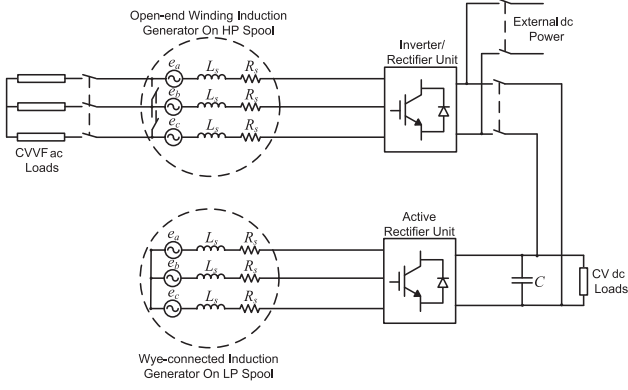 Open-end Winding Induction
Generator On HP Spool
External dc
Power
Inverter/
Rectifier Unit
e_a L_s R_s
e_b L_s R_s
e_c L_s R_s
CVVF ac
Loads
Active
Rectifier Unit
e_a L_s R_s
e_b L_s R_s
e_c L_s R_s
C
CV dc
Loads
Wye-connected Induction
Generator On LP Spool